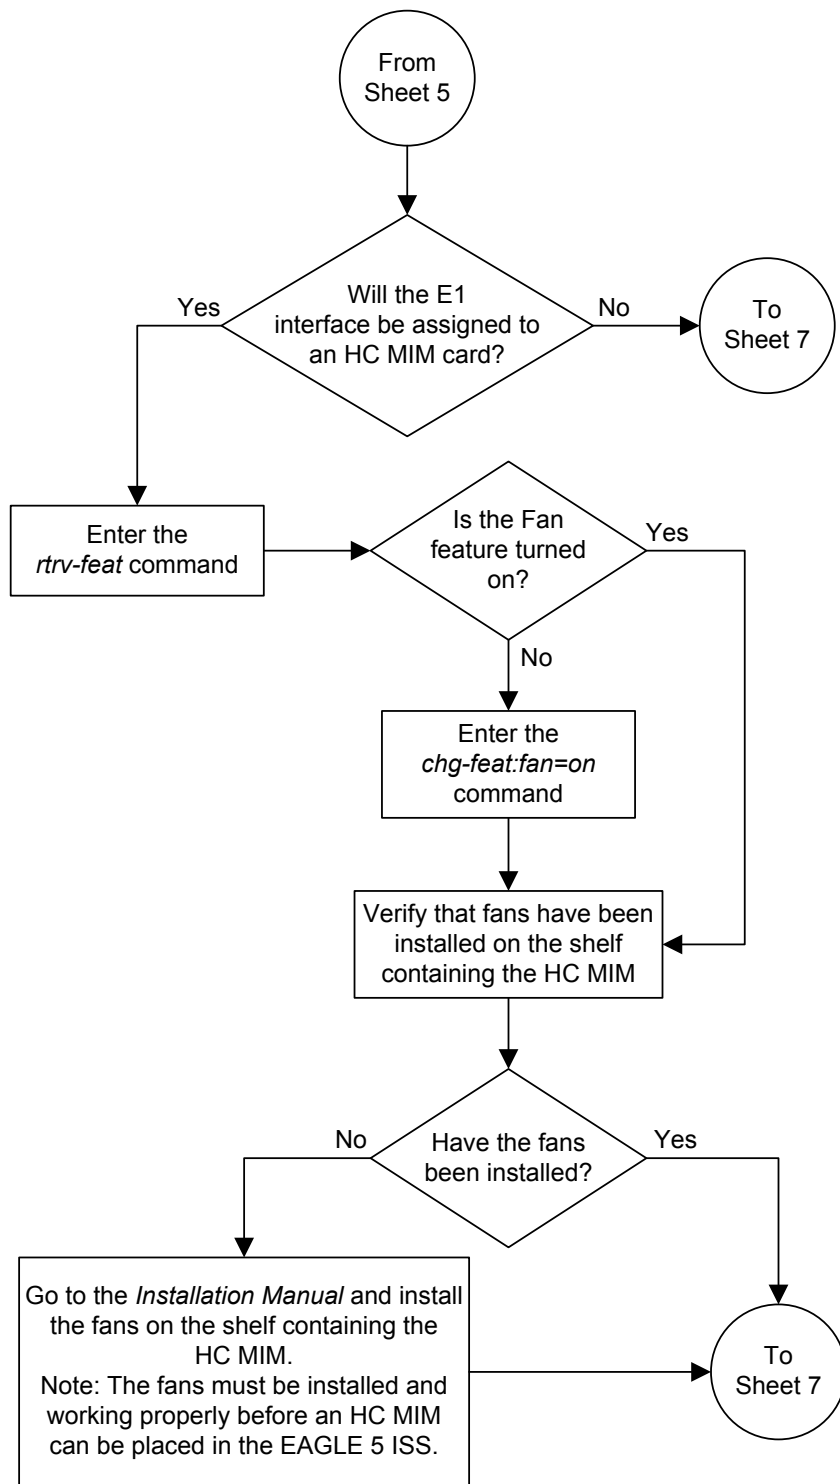 From
Sheet 5
Will the E1
interface be assigned to
an HC MIM card?
Yes
No
To
Sheet 7
Enter the
rtrv-feat command
Is the Fan
feature turned
on?
Yes
No
Enter the
chg-feat:fan=on
command
Verify that fans have been
installed on the shelf
containing the HC MIM
Have the fans
been installed?
No
Yes
Go to the Installation Manual and install
the fans on the shelf containing the
HC MIM.
Note: The fans must be installed and
working properly before an HC MIM
can be placed in the EAGLE 5 ISS.
To
Sheet 7